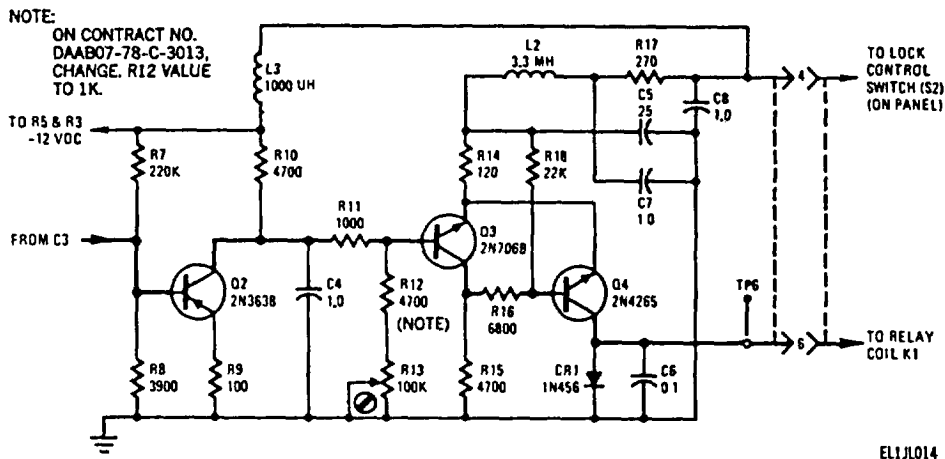 NOTE:
ON CONTRACT NO.
DAAB07-78-C-3013,
CHANGE. R12 VALUE
TO 1K.
L3
1000 UH
L2
3.3 MH
R17
270
4
TO LOCK
CONTROL
SWITCH (S2)
(ON PANEL)
C5
25
C8
1.0
TO R5 & R3
-12 VDC
R7
220K
R10
4700
R14
120
R18
22K
C7
1.0
R11
1000
FROM C3
Q3
2N706B
Q2
2N3638
C4
1.0
R12
4700
(NOTE)
R16
6800
Q4
2N4265
TP6
6
TO RELAY
COIL K1
R8
3900
R9
100
R13
100K
R15
4700
CR1
1N456
C6
0.1
EL1JL014